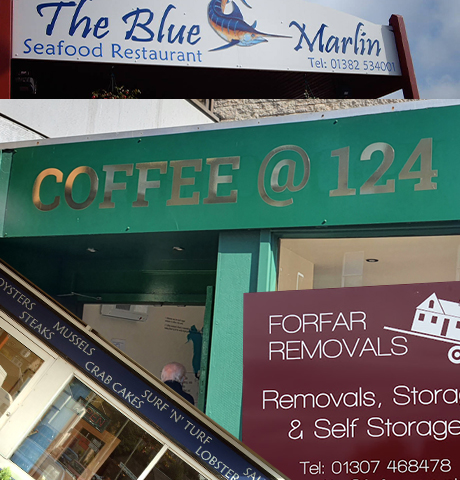 The Blue Marlin
Seafood Restaurant
Tel: 01382 534001
COFFEE @ 124
OYSTERS MUSSELS SURF 'N' TURF
STEAKS CRAB CAKES LOBSTER
FORFAR
REMOVALS
Removals,
& Self Storage
Tel: 01307 468478